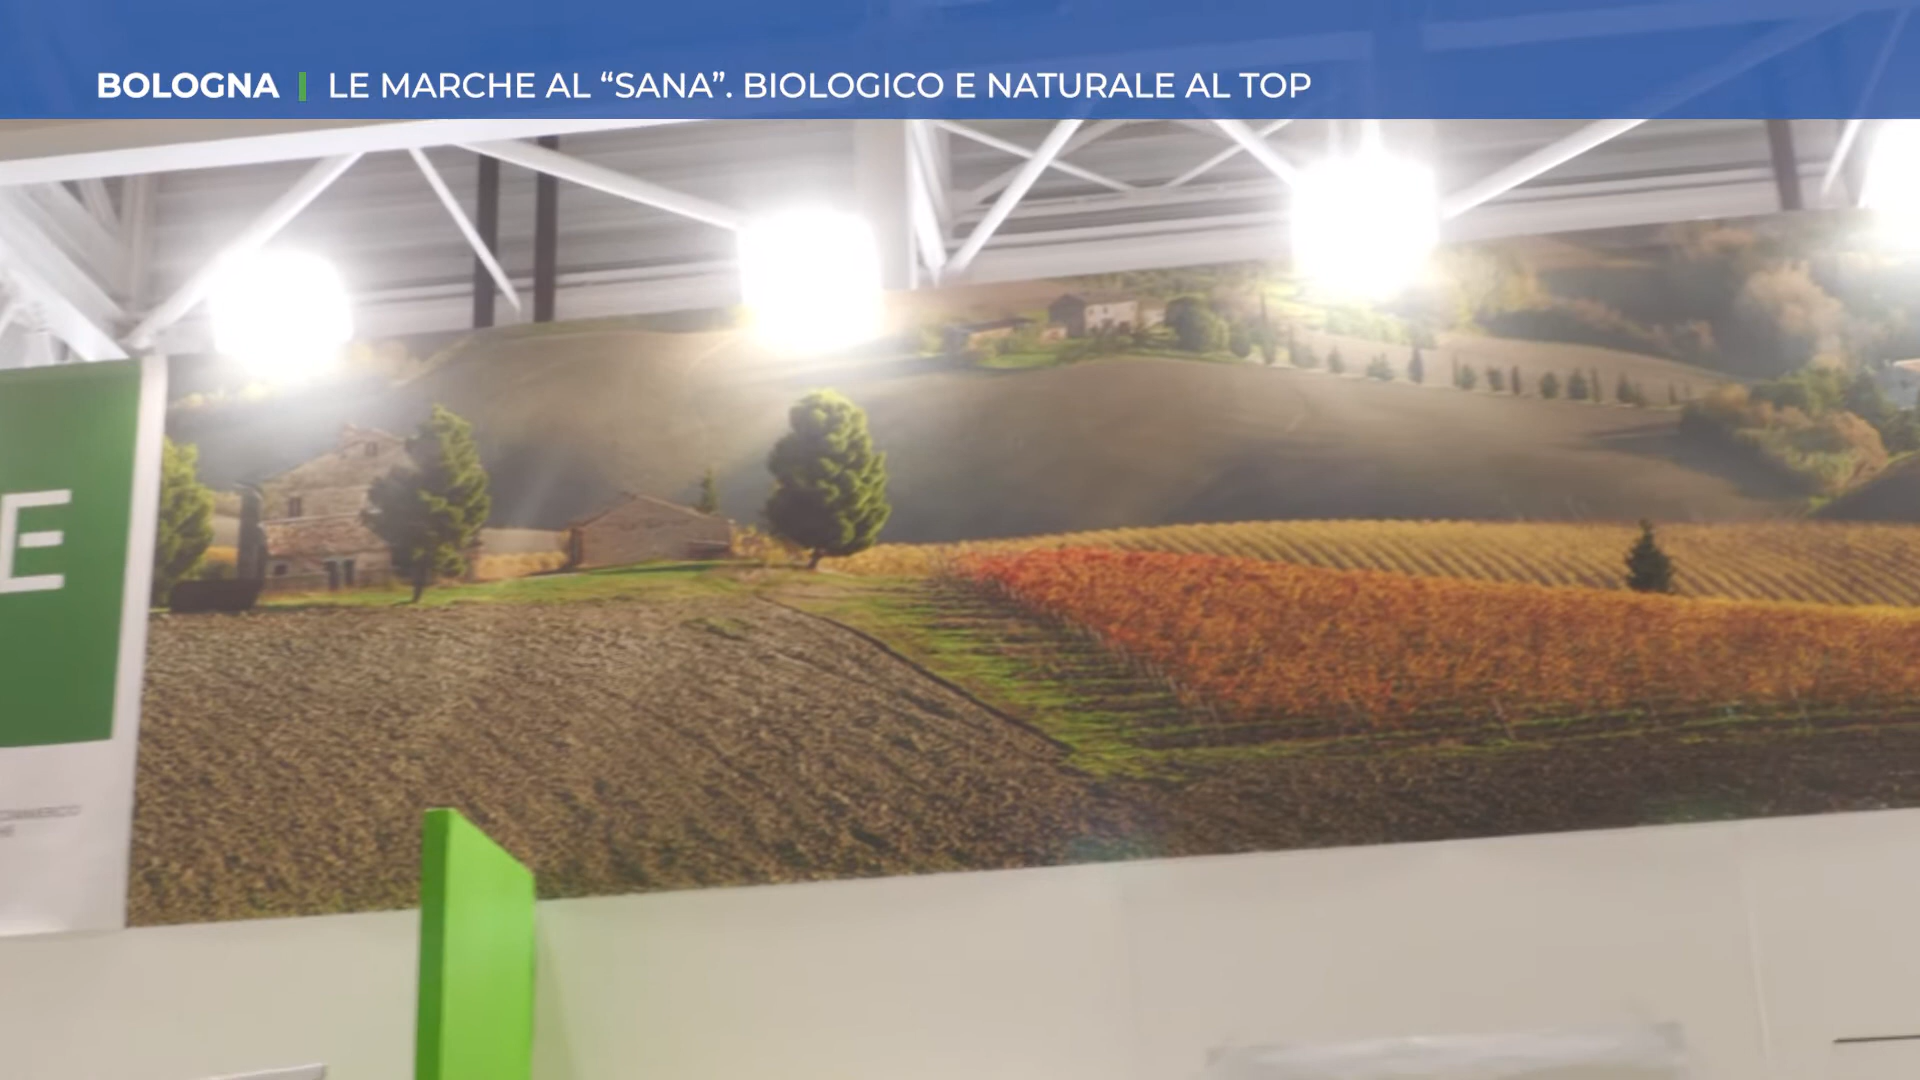 BOLOGNA | LE MARCHE AL “SANA”. BIOLOGICO E NATURALE AL TOP
E